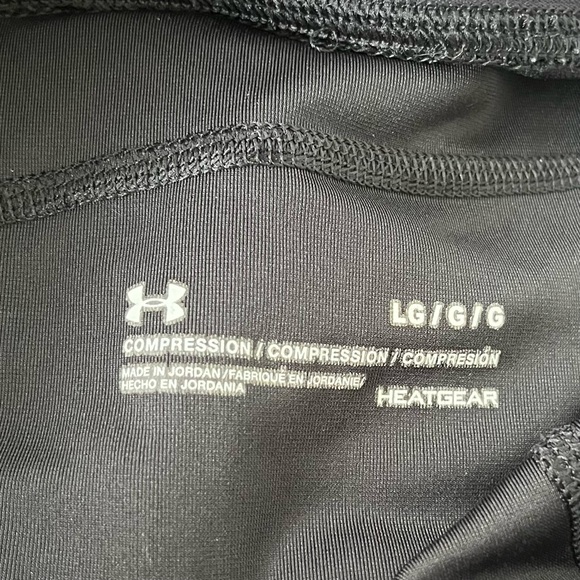 LG/G/G
COMPRESSION/COMPRESSION/COMPRESIÓN
MADE IN JORDAN/FABRIQUÉ EN JORDANIE/
HECHO EN JORDANIA
HEATGEAR